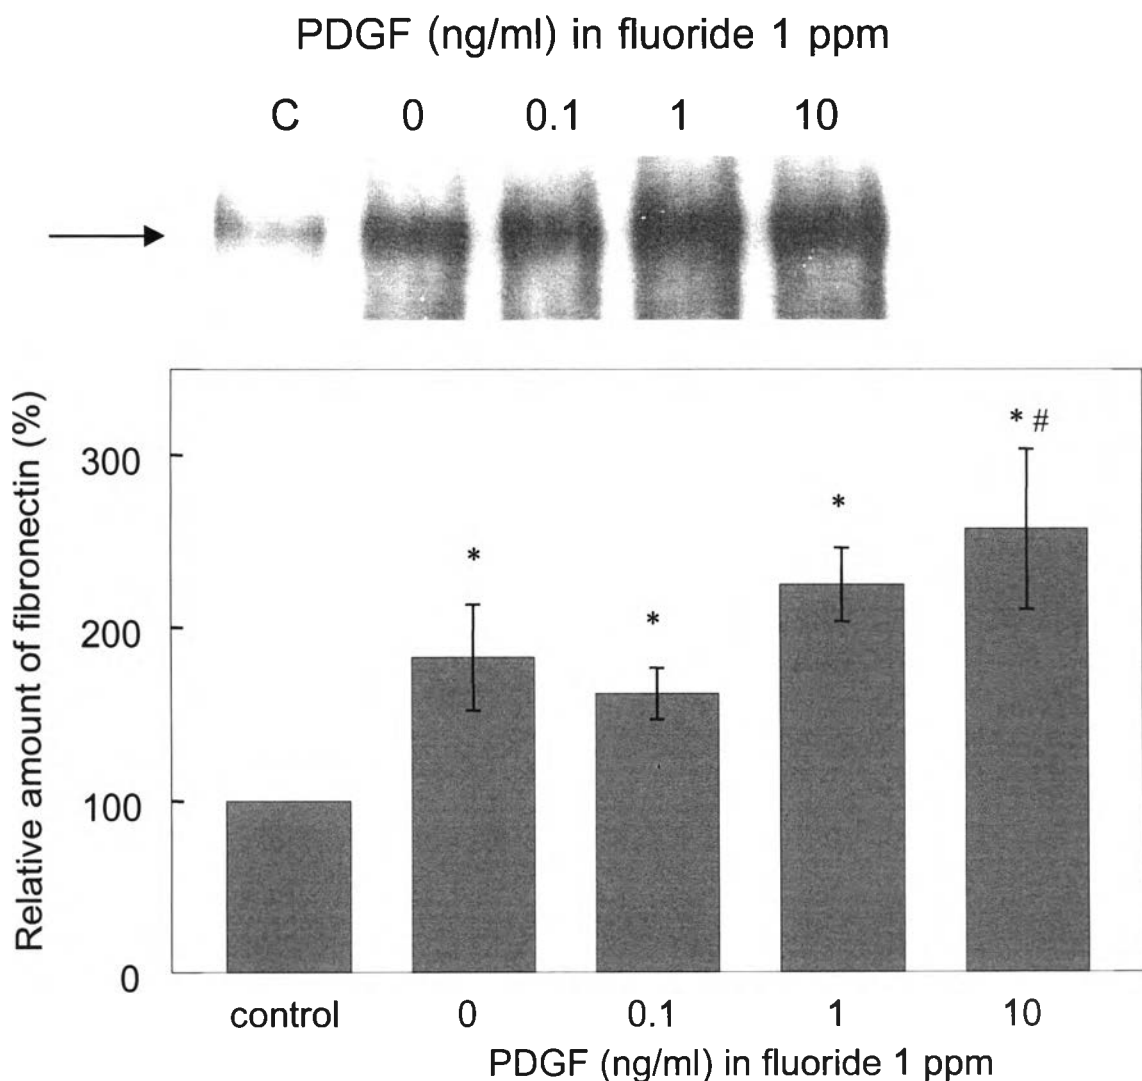 PDGF (ng/ml) in fluoride 1 ppm
C 0 0.1 1 10
Relative amount of fibronectin (%)
300
200
100
0
*
*
*
* #
control 0 0.1 1 10
PDGF (ng/ml) in fluoride 1 ppm